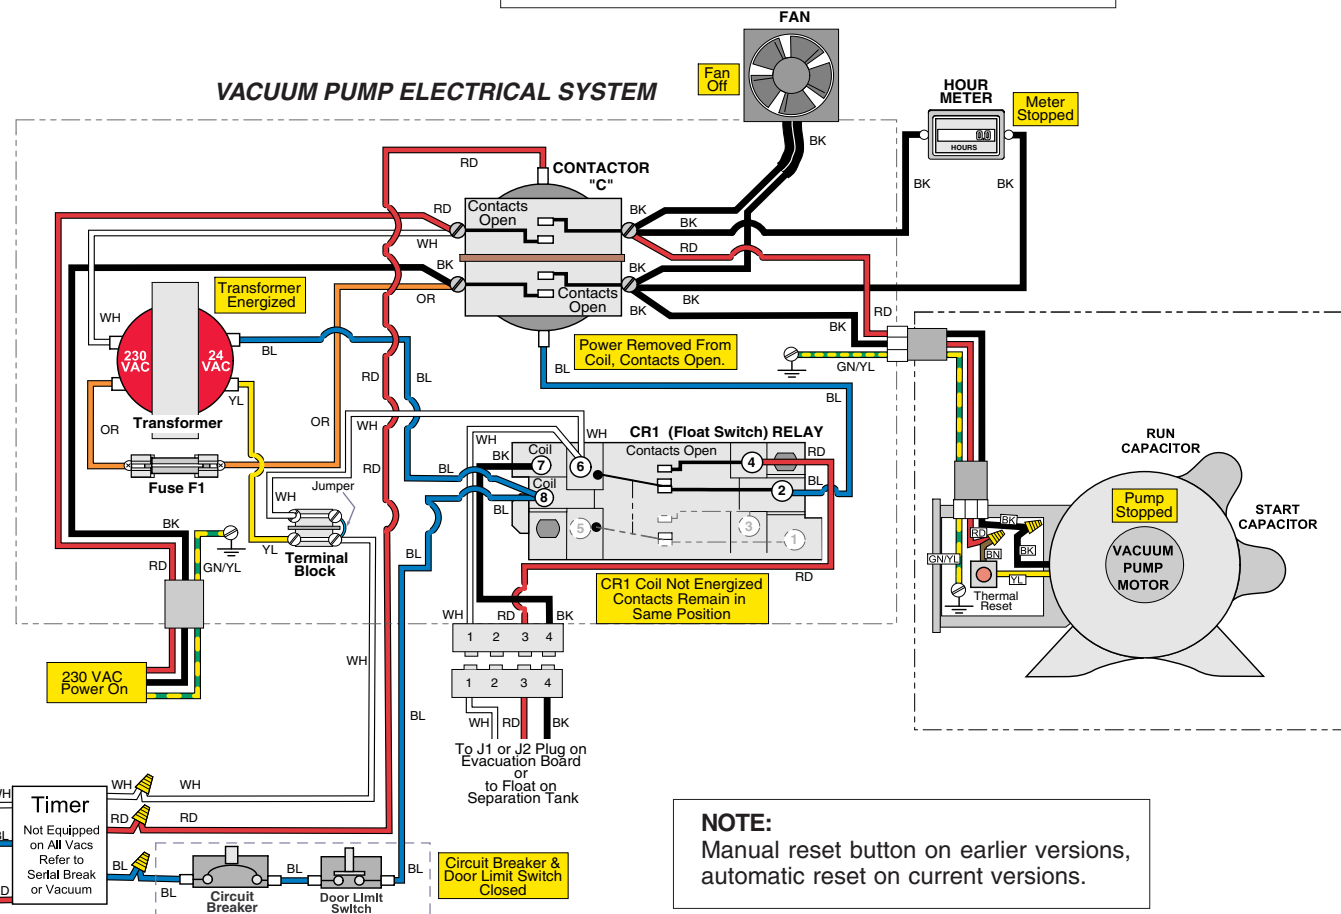 FAN
VACUUM PUMP ELECTRICAL SYSTEM
Fan
Off
HOUR
METER
Meter
Stopped
0.0
HOURS
BK
BK
BK
RD
CONTACTOR
"C"
Contacts
Open
RD
WH
BK
OR
BK
BK
RD
BK
BK
BK
BK
Contacts
Open
RD
Transformer
Energized
WH
230
VAC
24
VAC
BL
YL
Transformer
OR
OR
Fuse F1
Power Removed From
Coil, Contacts Open.
BL
BL
GN/YL
RD
BL
WH
WH
WH
CR1 (Float Switch) RELAY
Coil
7
6
Contacts Open
4
RD
BK
Coil
8
2
BL
BL
BL
5
3
1
RD
WH
Jumper
YL
Terminal
Block
BK
RD
GN/YL
BL
RD
CR1 Coil Not Energized
Contacts Remain in
Same Position
WH
RD
BK
1 2 3 4
1 2 3 4
WH
RD
BK
To J1 or J2 Plug on
Evacuation Board
or
to Float on
Separation Tank
230 VAC
Power On
WH
BL
RUN
CAPACITOR
START
CAPACITOR
Pump
Stopped
VACUUM
PUMP
MOTOR
BK
RD
BN
BK
GN/YL
YL
Thermal
Reset
WH
BL
RD
Timer
Not Equipped
on All Vacs
Refer to
Serial Break
or Vacuum
WH
WH
RD
RD
BL
BL
BL
BL
Circuit
Breaker
Door Limit
Switch
Circuit Breaker &
Door Limit Switch
Closed
NOTE:
Manual reset button on earlier versions,
automatic reset on current versions.